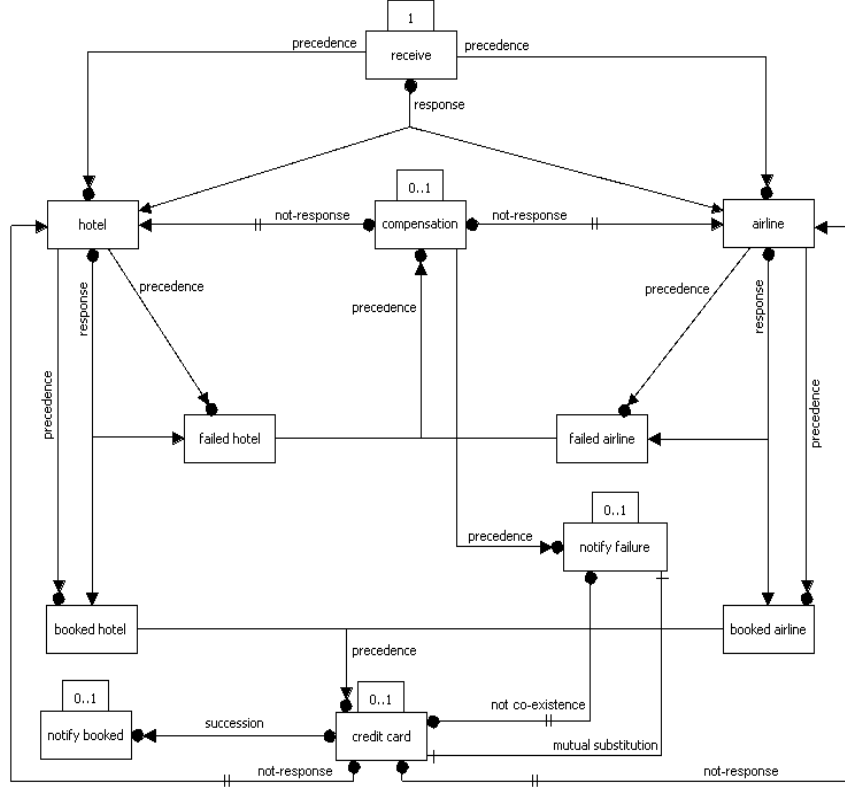 1
precedence
precedence
receive
response
0..1
hotel
not-response
compensation
not-response
airline
precedence
precedence
response
precedence
response
precedence
precedence
failed hotel
failed airline
0..1
precedence
notify failure
booked hotel
booked airline
precedence
0..1
0..1
not co-existence
succession
notify booked
credit card
mutual substitution
not-response
not-response